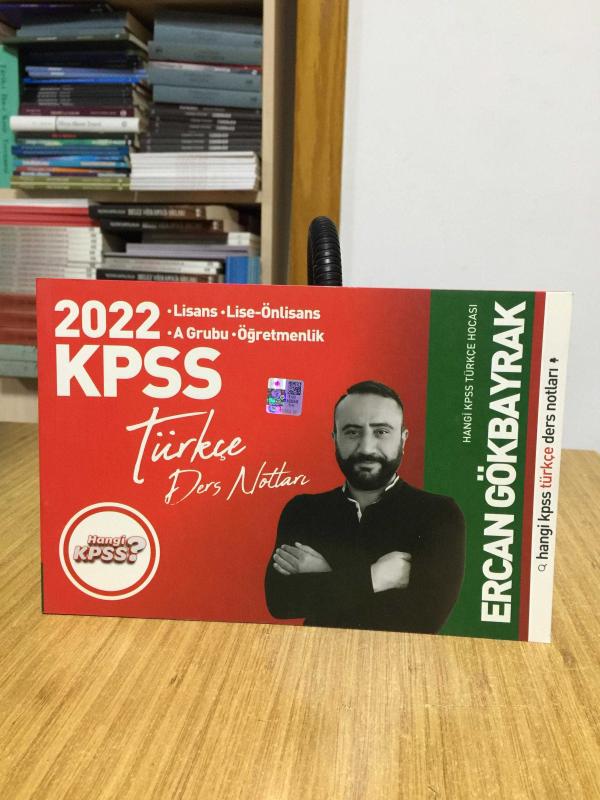 2022
KPSS
• Lisans • Lise-Önlisans
• A Grubu • Öğretmenlik
Türkçe
Ders Notları
Hangi
KPSS?
HANGİ KPSS TÜRKÇE HOCASI
ERCAN GÖKBAYRAK
hangi kpss türkçe ders notları